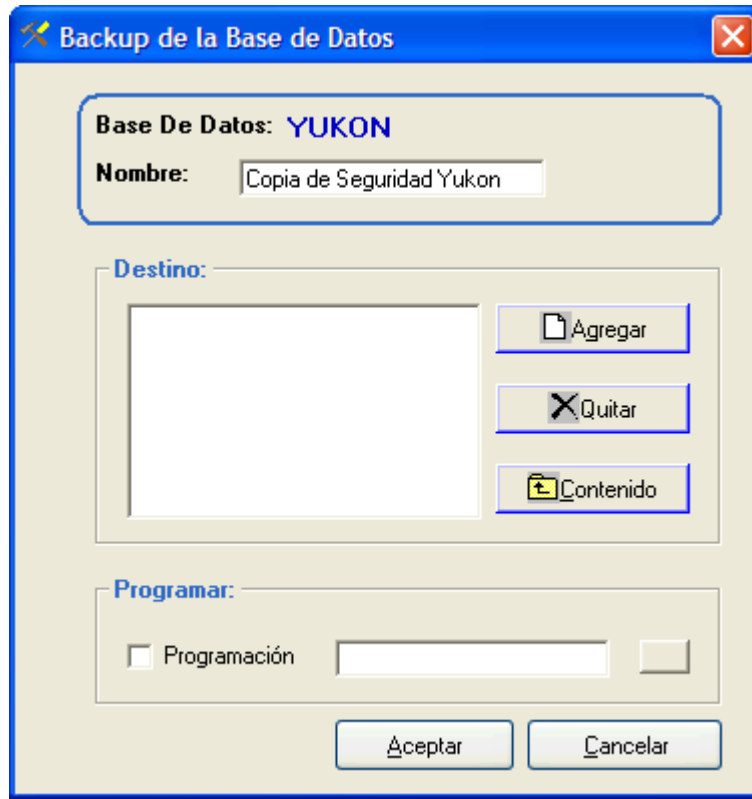 Backup de la Base de Datos
Base De Datos: YUKON
Nombre: Copia de Seguridad Yukon
Destino:
Agregar
Quitar
Contenido
Programar:
Programación
Aceptar Cancelar